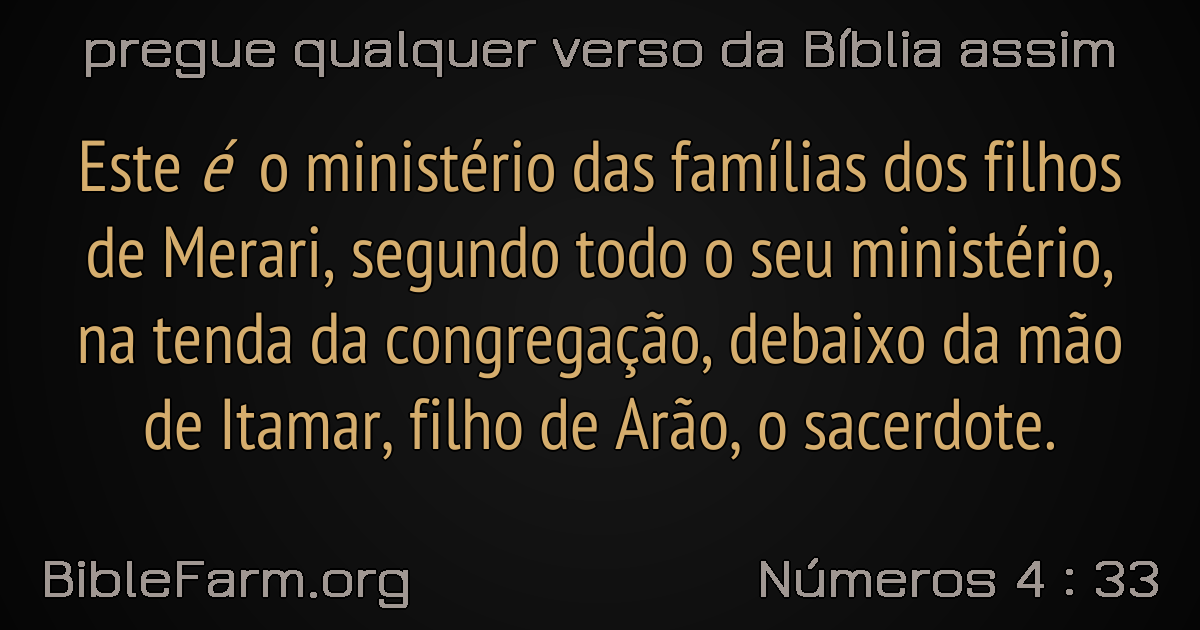 pregue qualquer verso da Bíblia assim
Este é o ministério das famílias dos filhos
de Merari, segundo todo o seu ministério,
na tenda da congregação, debaixo da mão
de Itamar, filho de Arão, o sacerdote.
BibleFarm.org
Números 4 : 33